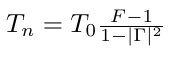 $T_n = T_0 \frac{F-1}{1-|\Gamma|^2}$